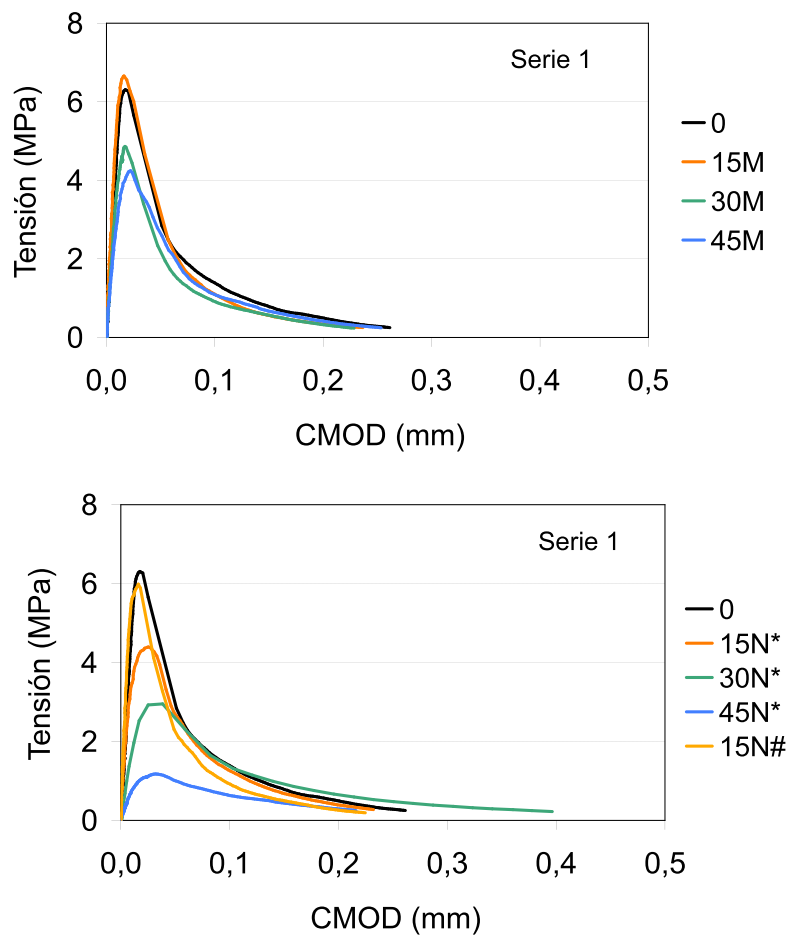 8
Serie 1
6
4
2
0
Tensión (MPa)
0,0 0,1 0,2 0,3 0,4 0,5
CMOD (mm)
0
15M
30M
45M
8
Serie 1
6
4
2
0
Tensión (MPa)
0,0 0,1 0,2 0,3 0,4 0,5
CMOD (mm)
0
15N*
30N*
45N*
15N#